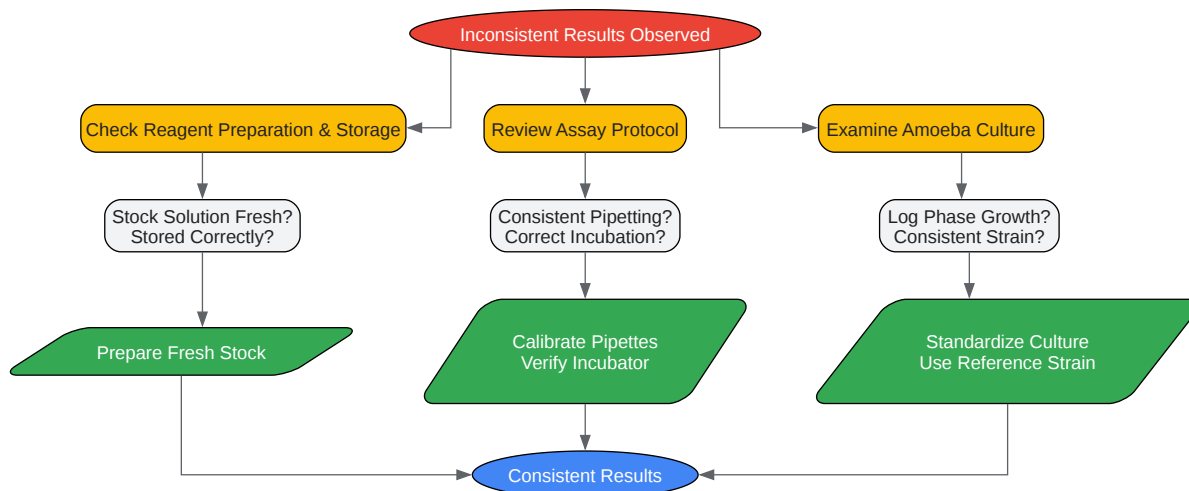 Inconsistent Results Observed
Check Reagent Preparation & Storage
Review Assay Protocol
Examine Amoeba Culture
Stock Solution Fresh?
Stored Correctly?
Consistent Pipetting?
Correct Incubation?
Log Phase Growth?
Consistent Strain?
Prepare Fresh Stock
Calibrate Pipettes
Verify Incubator
Standardize Culture
Use Reference Strain
Consistent Results